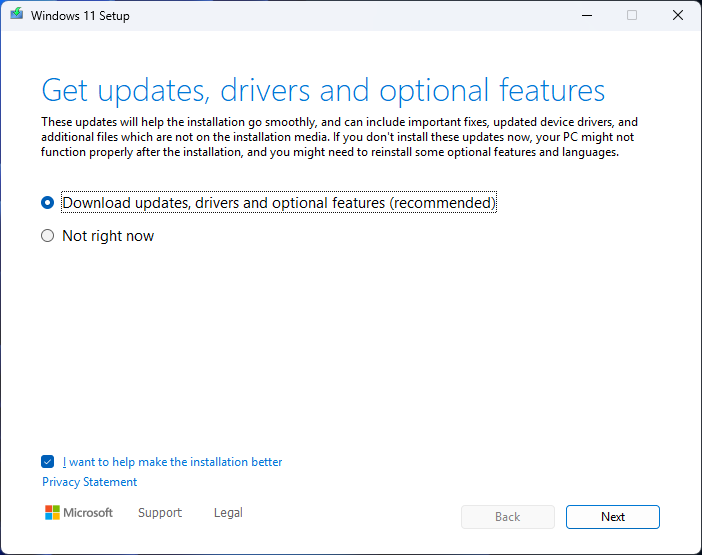 Windows 11 Setup
Get updates, drivers and optional features
These updates will help the installation go smoothly, and can include important fixes, updated device drivers, and
additional files which are not on the installation media. If you don't install these updates now, your PC might not
function properly after the installation, and you might need to reinstall some optional features and languages.
Download updates, drivers and optional features (recommended)
Not right now
I want to help make the installation better
Privacy Statement
Microsoft Support Legal Back Next